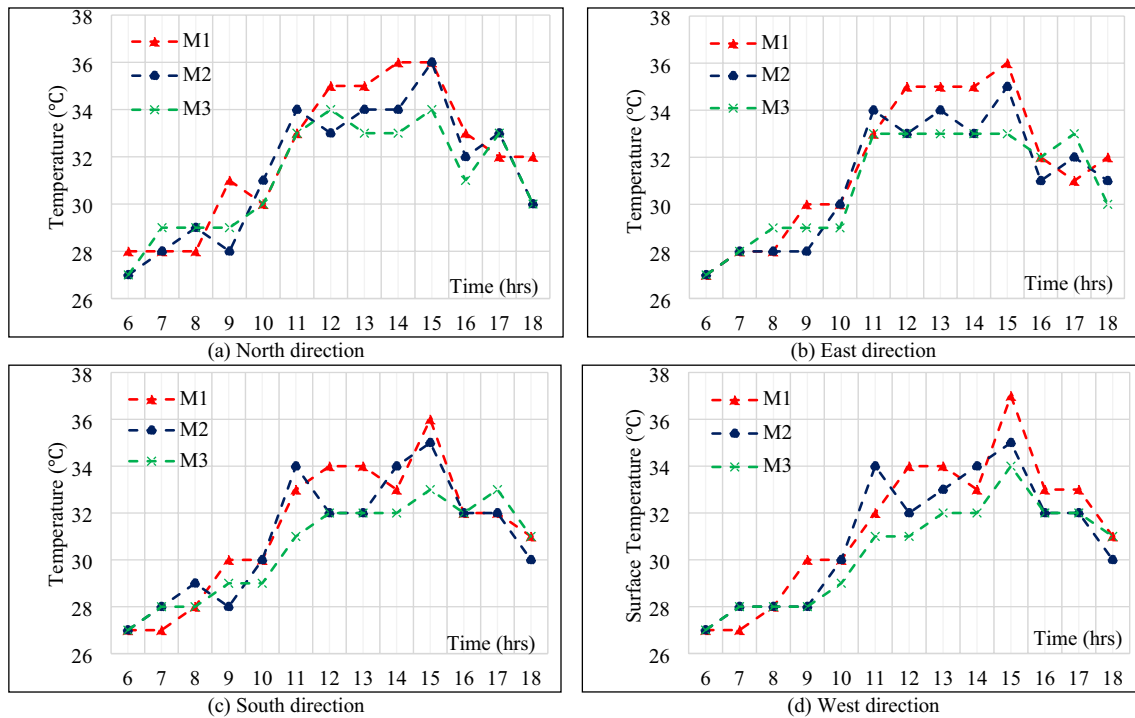 38
36
34
32
30
28
26
Temperature (°C)
M1
M2
M3
Time (hrs)
6 7 8 9 10 11 12 13 14 15 16 17 18
(a) North direction
38
36
34
32
30
28
26
Temperature (°C)
M1
M2
M3
Time (hrs)
6 7 8 9 10 11 12 13 14 15 16 17 18
(b) East direction
38
36
34
32
30
28
26
Temperature (°C)
M1
M2
M3
Time (hrs)
6 7 8 9 10 11 12 13 14 15 16 17 18
(c) South direction
38
36
34
32
30
28
26
Surface Temperature (°C)
M1
M2
M3
Time (hrs)
6 7 8 9 10 11 12 13 14 15 16 17 18
(d) West direction